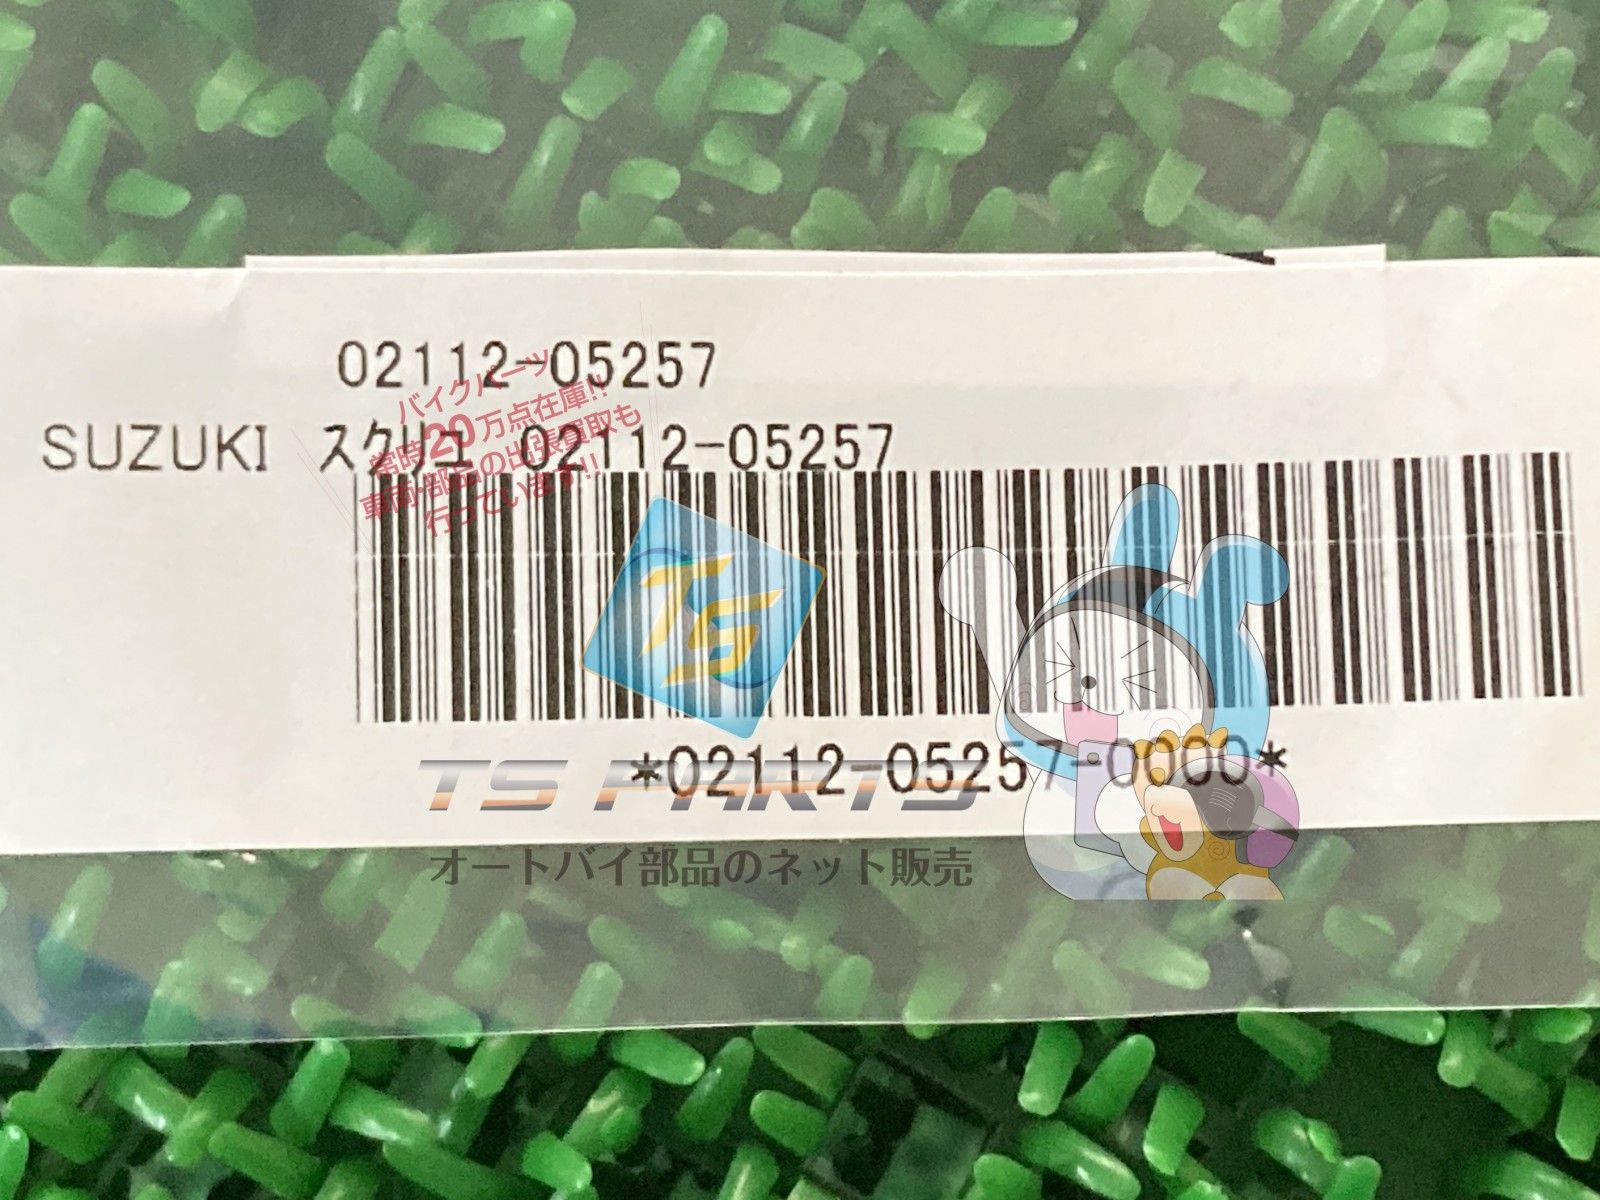 02112-05257
SUZUKI スクリユ 02112-05257
バイクパーツ
常時20万点在庫!!
車両・部品の出張買取も
行っています!!
TS
*02112-05257-0000*
TS PARTS
オートバイ部品のネット販売